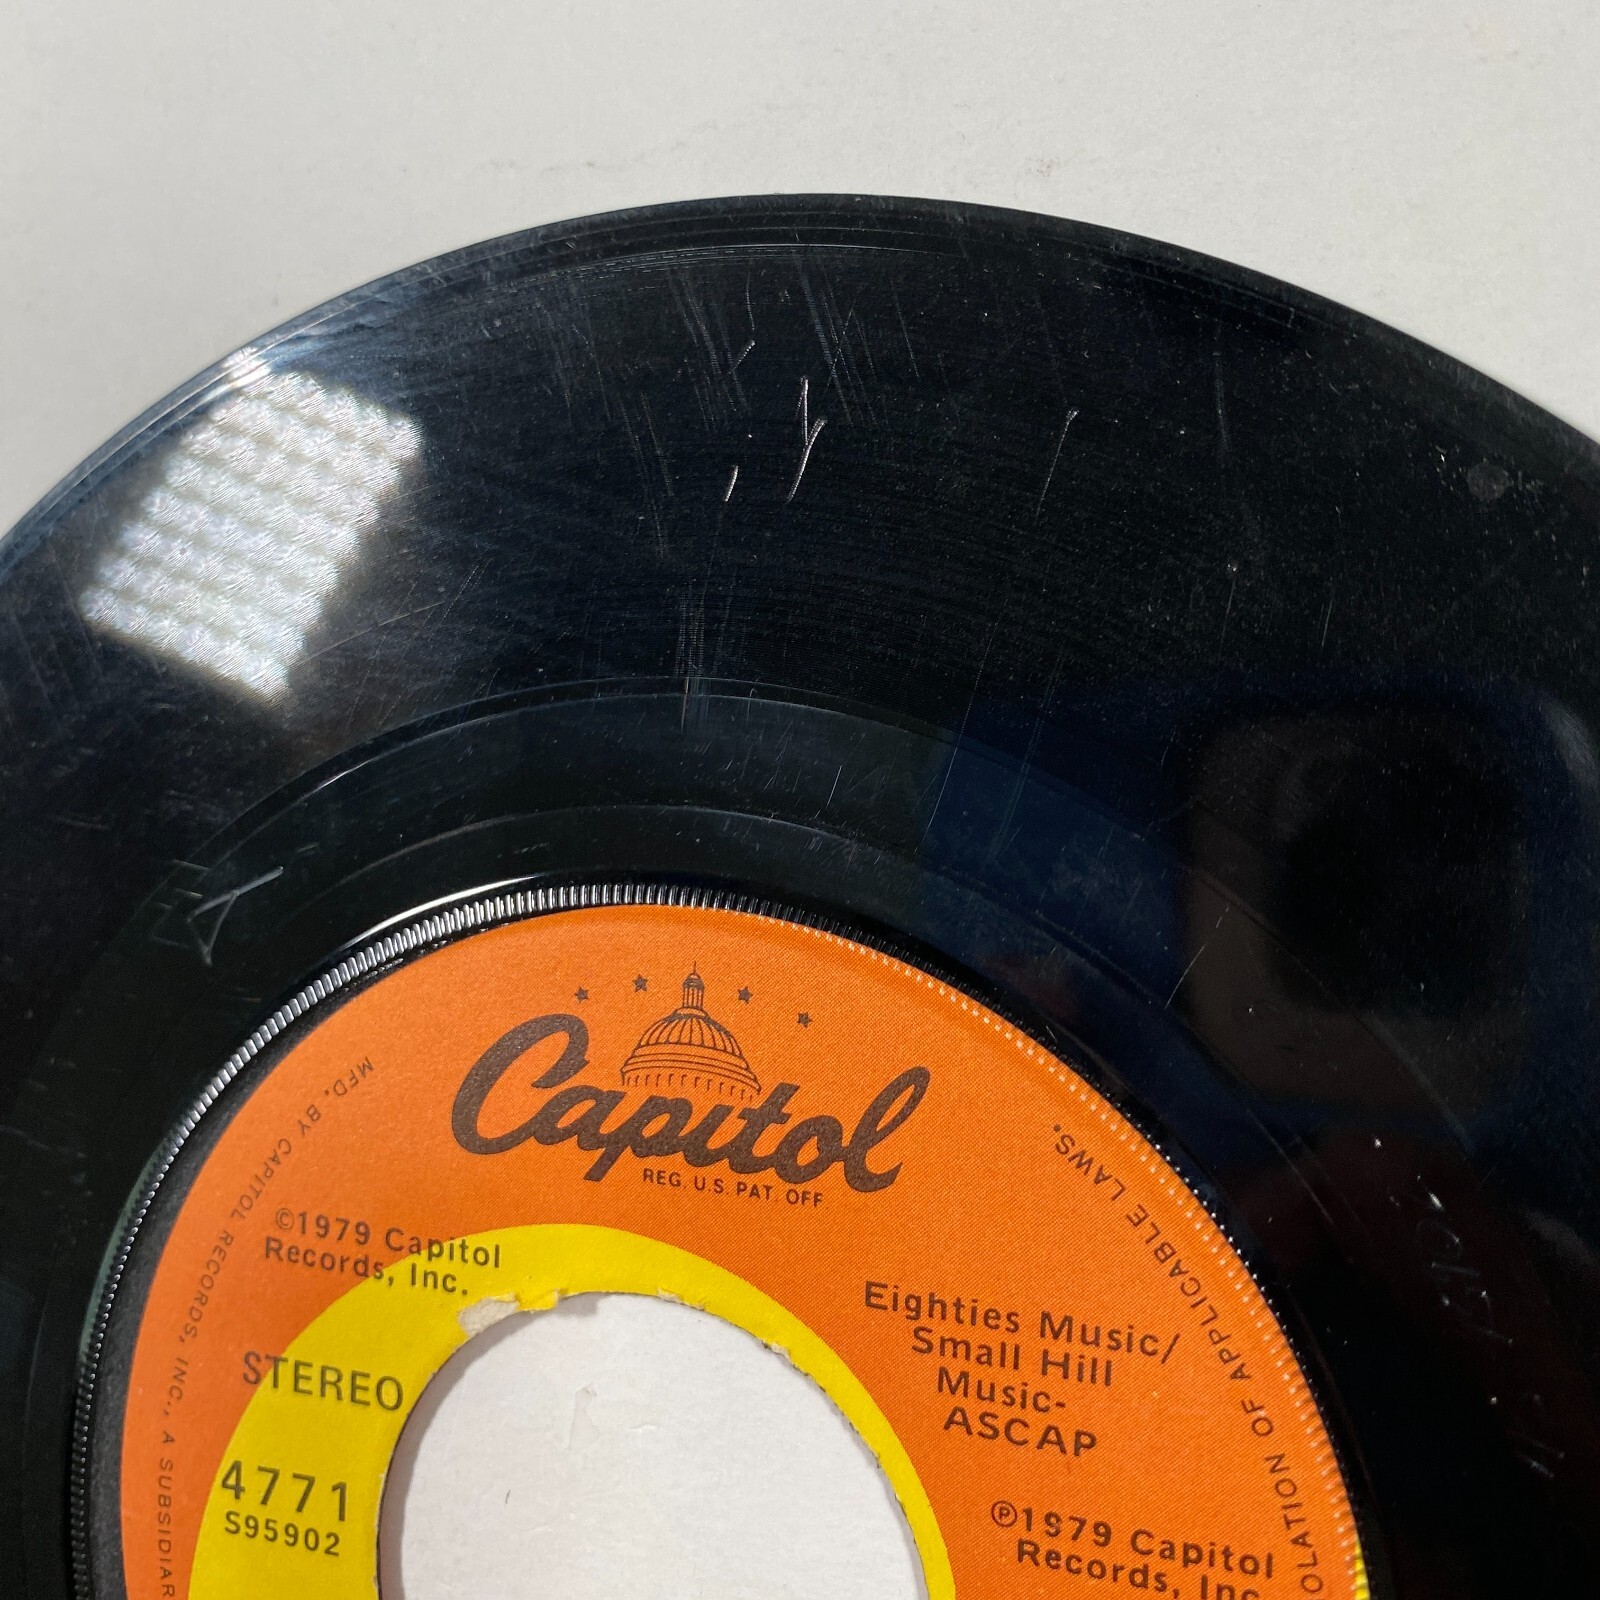 Capitol
REG. U.S. PAT. OFF
MFD. BY CAPITOL RECORDS, INC., A SUBSIDIAR
OLATION OF APPLICABLE LAWS.
©1979 Capitol
Records, Inc.
STEREO
4771
S95902
Eighties Music/
Small Hill
Music-
ASCAP
℗1979 Capitol
Records, Inc